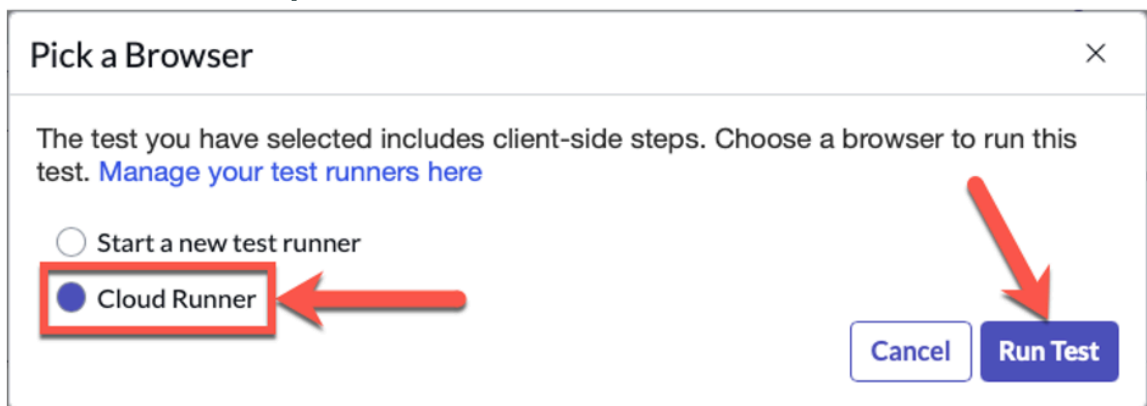 Pick a Browser
The test you have selected includes client-side steps. Choose a browser to run this
test. Manage your test runners here
Start a new test runner
Cloud Runner
Cancel Run Test